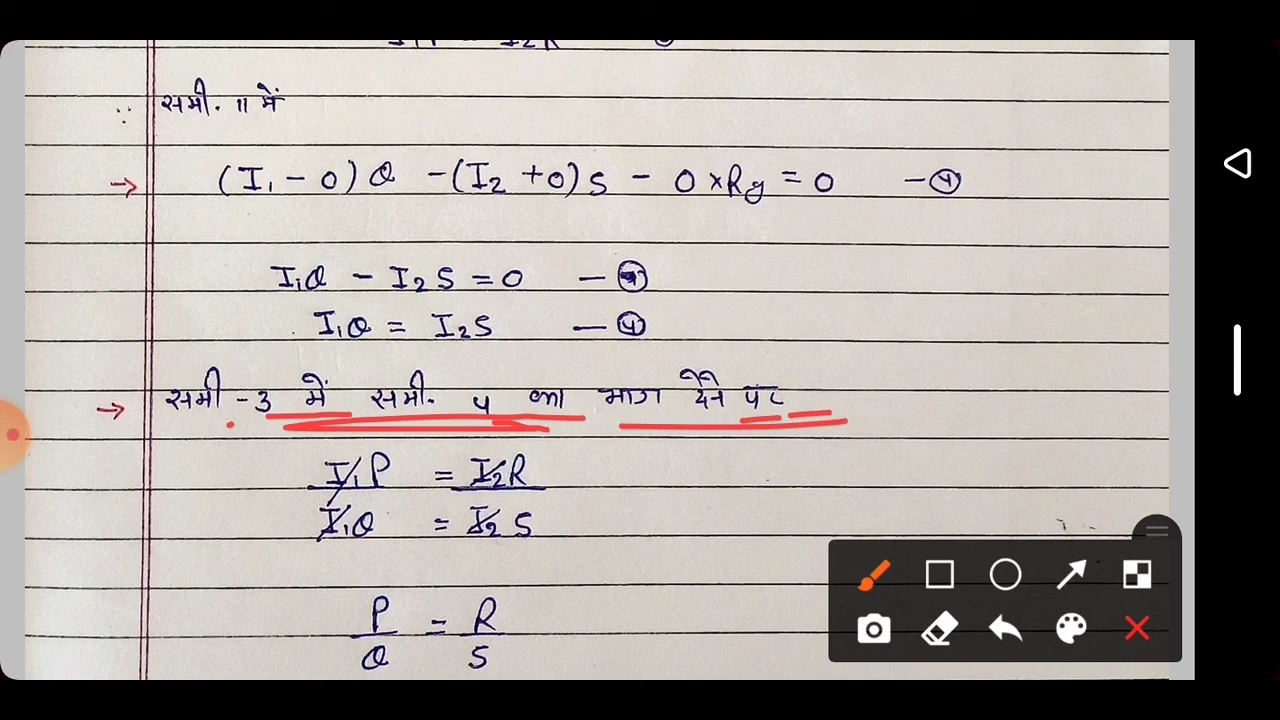 ∵ समी. 11 में
→ (I₁ - 0) Q - (I₂ + 0) S - 0 × Rg = 0 — ④
I₁Q - I₂S = 0
I₁Q = I₂S — ④
→ समी - 3 में समी. 4 का भाग देने पर
I₁P = I₂R
I₁Q = I₂S
P = R
Q S